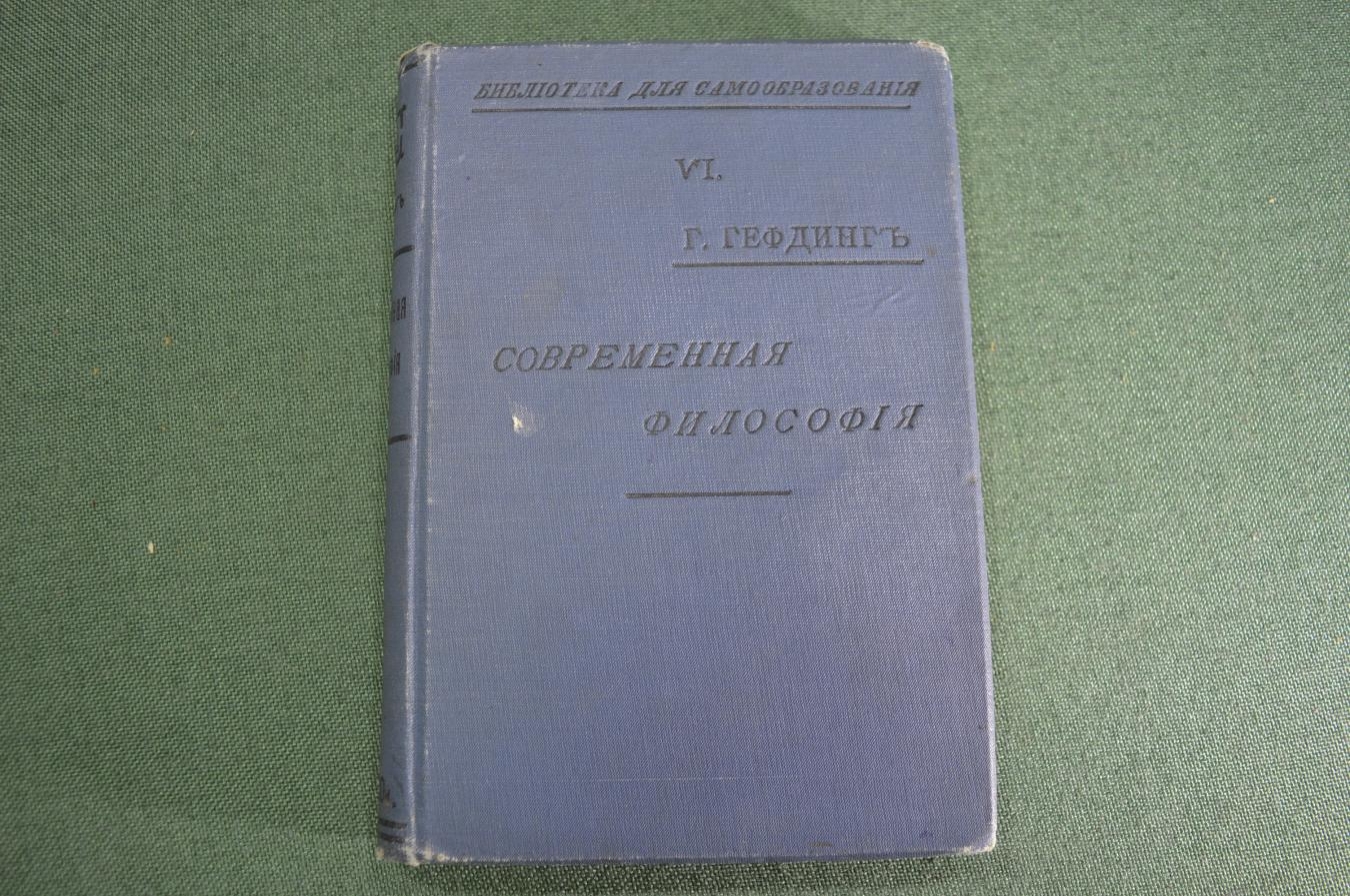 БИБЛІОТЕКА ДЛЯ САМООБРАЗОВАНІЯ
VI.
Г. ГЕФДИНГЪ
СОВРЕМЕННАЯ
ФИЛОСОФІЯ